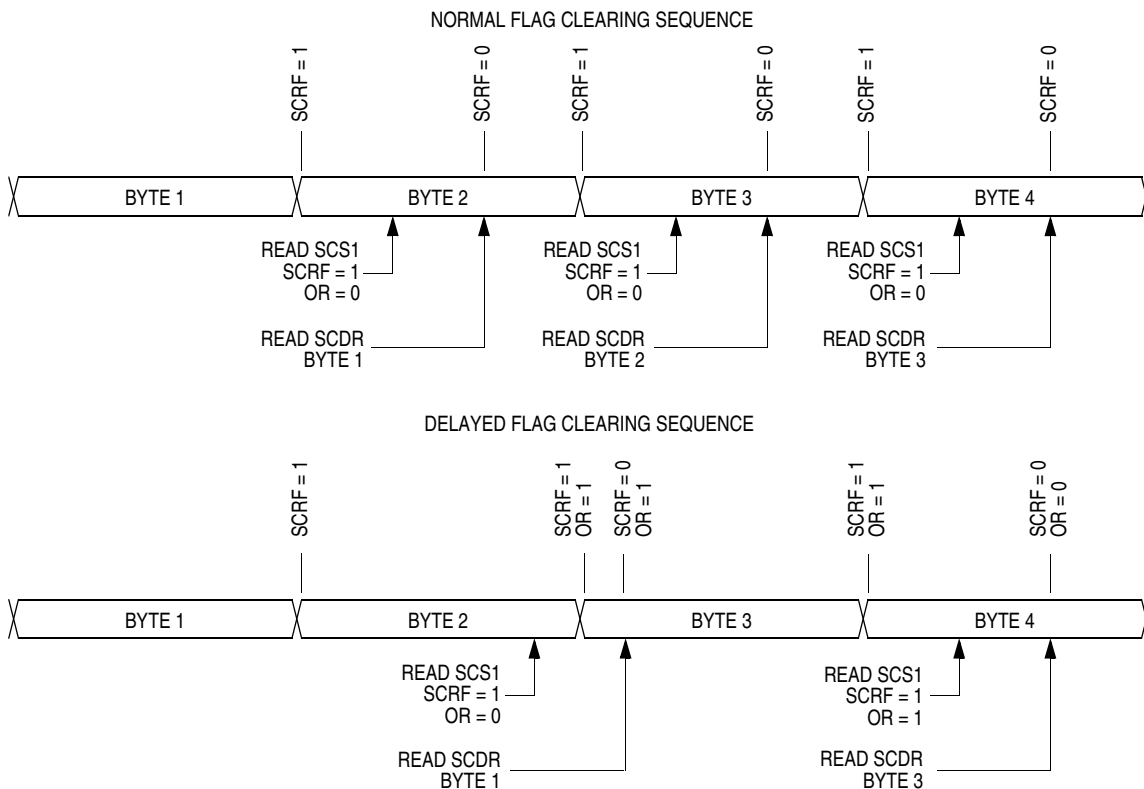 NORMAL FLAG CLEARING SEQUENCE
SCRF = 1
SCRF = 0
SCRF = 1
SCRF = 0
SCRF = 1
SCRF = 0
BYTE 1
BYTE 2
BYTE 3
BYTE 4
READ SCS1
SCRF = 1
OR = 0
READ SCS1
SCRF = 1
OR = 0
READ SCS1
SCRF = 1
OR = 0
READ SCDR
BYTE 1
READ SCDR
BYTE 2
READ SCDR
BYTE 3
DELAYED FLAG CLEARING SEQUENCE
SCRF = 1
SCRF = 1
OR = 1
SCRF = 0
OR = 1
SCRF = 1
OR = 1
SCRF = 0
OR = 0
BYTE 1
BYTE 2
BYTE 3
BYTE 4
READ SCS1
SCRF = 1
OR = 0
READ SCS1
SCRF = 1
OR = 1
READ SCDR
BYTE 1
READ SCDR
BYTE 3